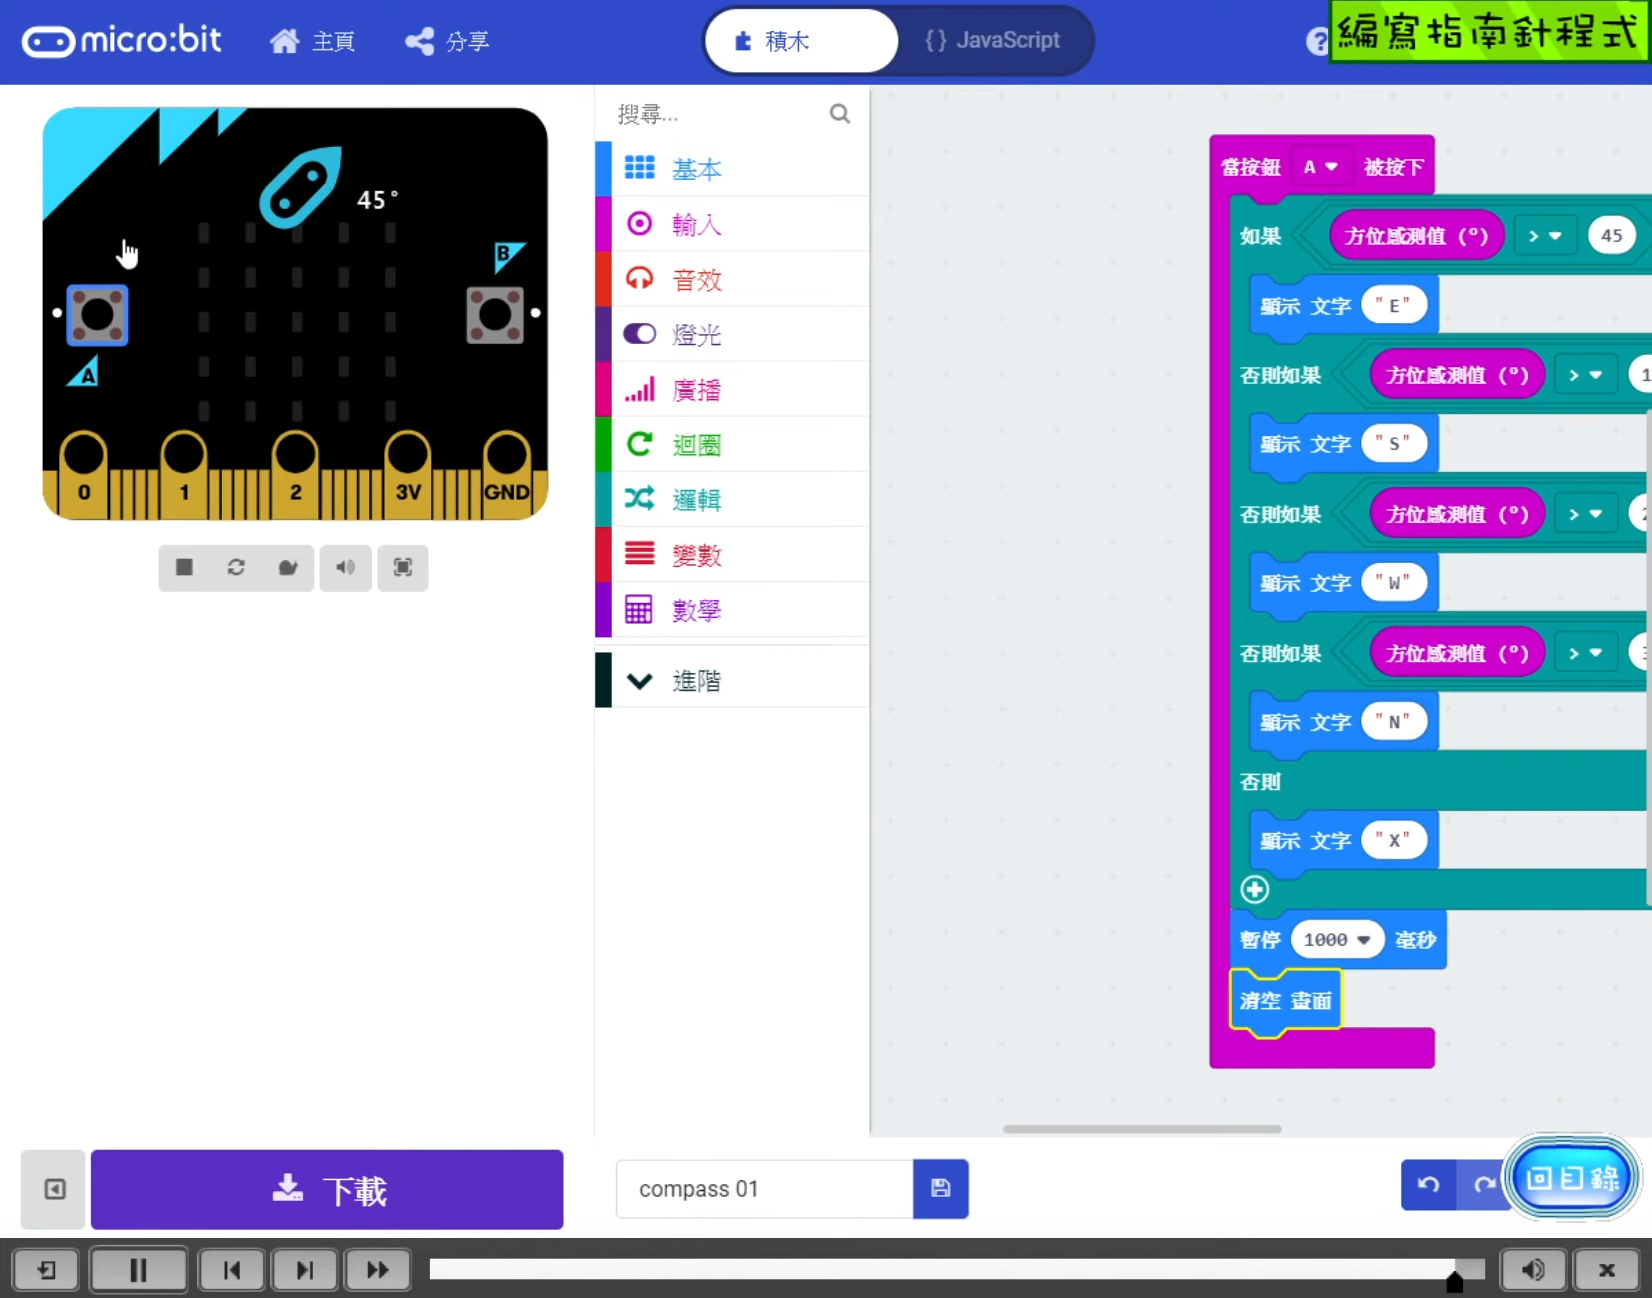 micro:bit 主頁 分享 積木 {} JavaScript ? 編寫指南針程式
搜尋...
基本
輸入
音效
燈光
廣播
迴圈
邏輯
變數
數學
進階
45°
B
A
0 1 2 3V GND
當按鈕 A 被按下
如果 方位感測值 (°) > 45
顯示 文字 "E"
否則如果 方位感測值 (°) >
顯示 文字 "S"
否則如果 方位感測值 (°) >
顯示 文字 "W"
否則如果 方位感測值 (°) >
顯示 文字 "N"
否則
顯示 文字 "X"
暫停 1000 毫秒
清空 畫面
下載
compass 01
回目錄